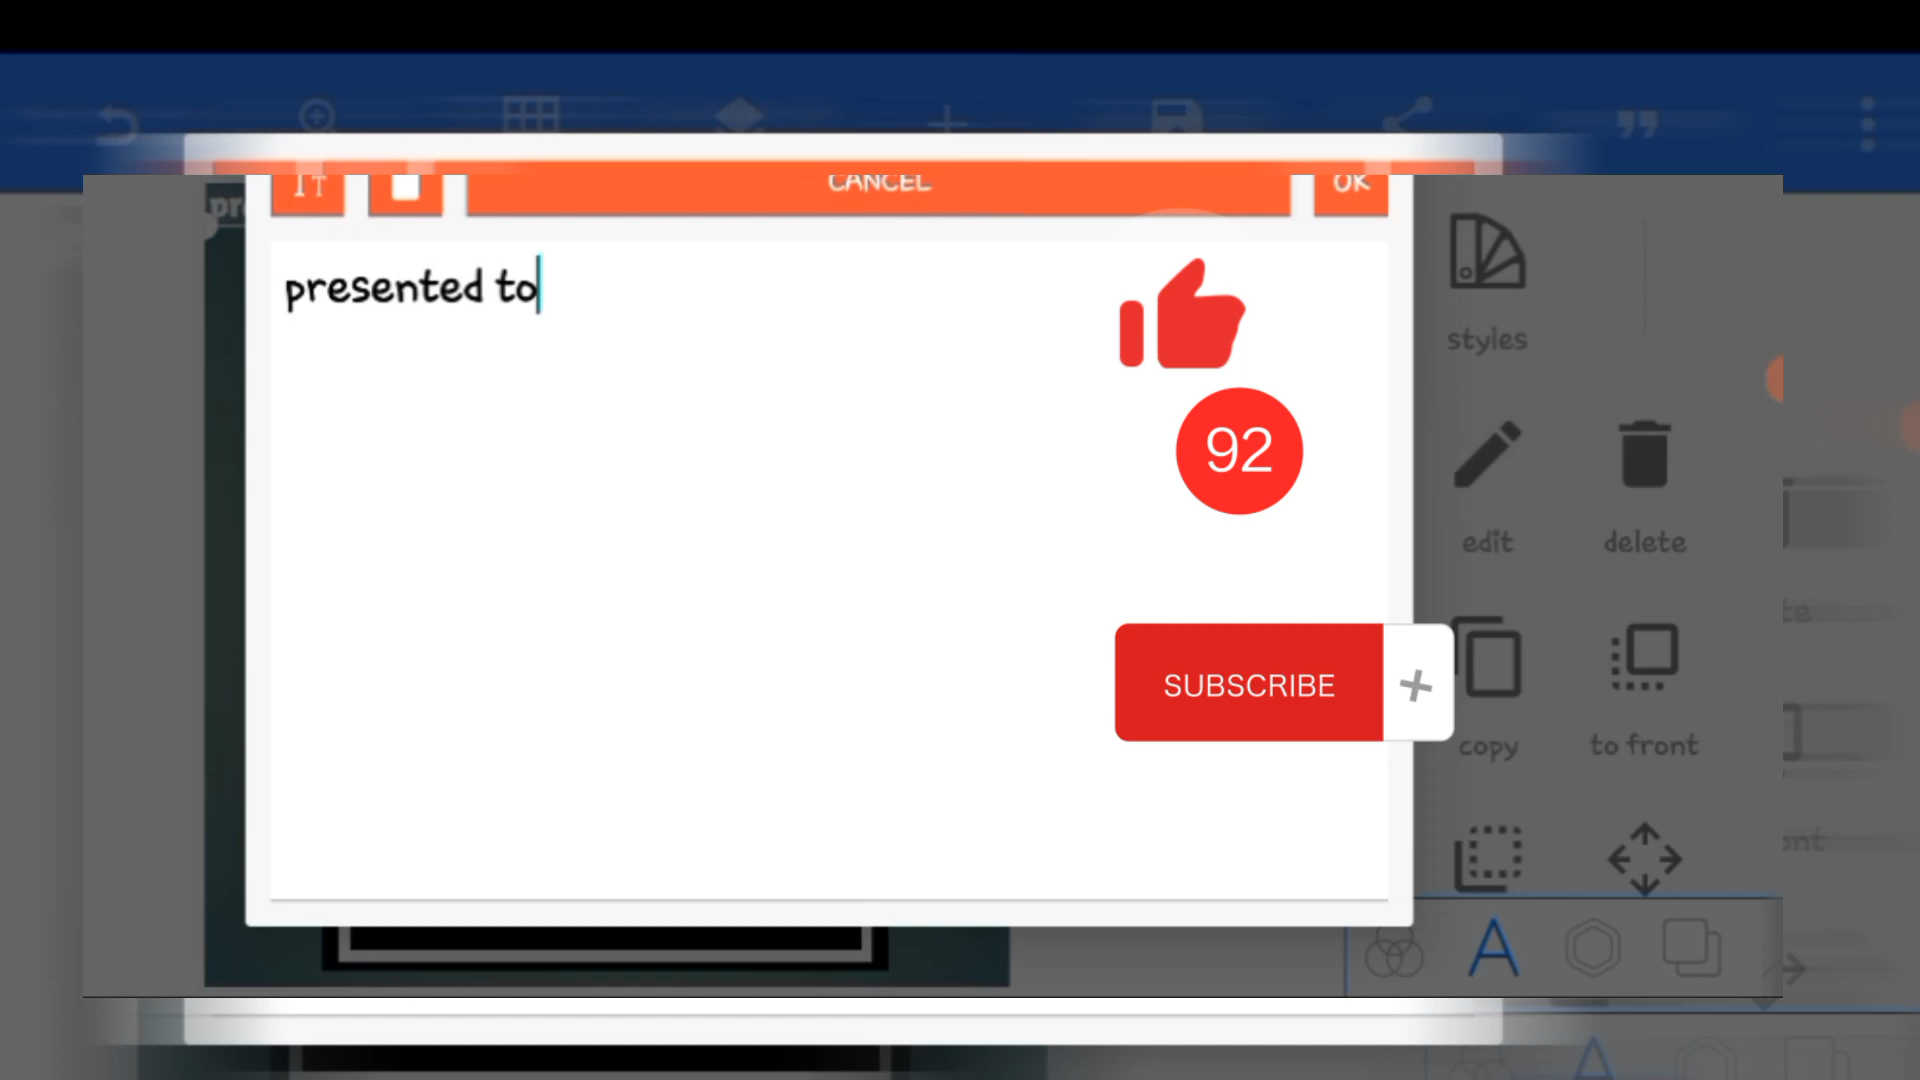 CANCEL
OK
presented to
92
SUBSCRIBE
styles
edit
delete
copy
to front